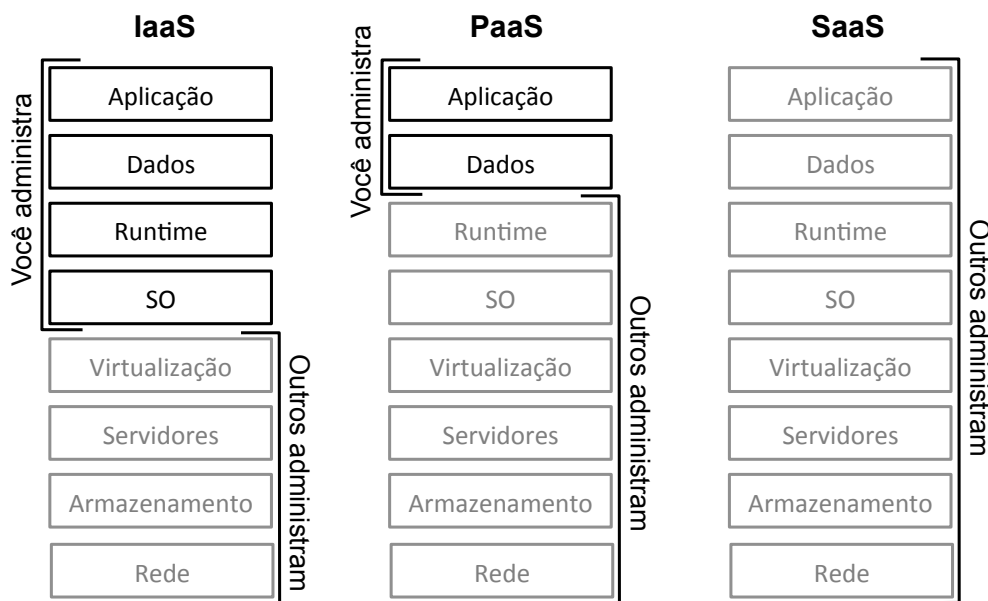 IaaS
Você administra
Aplicação
Dados
Runtime
SO
Virtualização
Servidores
Armazenamento
Rede
Outros administram
PaaS
Você administra
Aplicação
Dados
Runtime
SO
Virtualização
Servidores
Armazenamento
Rede
Outros administram
SaaS
Aplicação
Dados
Runtime
SO
Virtualização
Servidores
Armazenamento
Rede
Outros administram